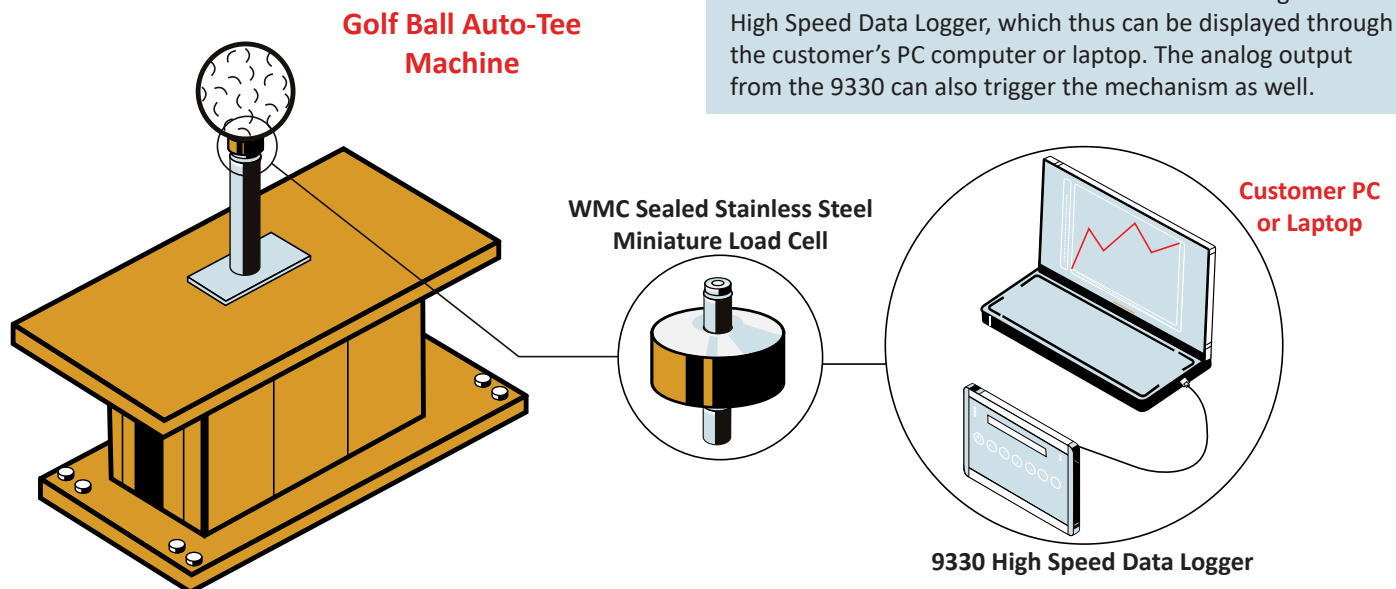 Golf Ball Auto-Tee
Machine
High Speed Data Logger, which thus can be displayed through
the customer’s PC computer or laptop. The analog output
from the 9330 can also trigger the mechanism as well.
WMC Sealed Stainless Steel
Miniature Load Cell
Customer PC
or Laptop
9330 High Speed Data Logger